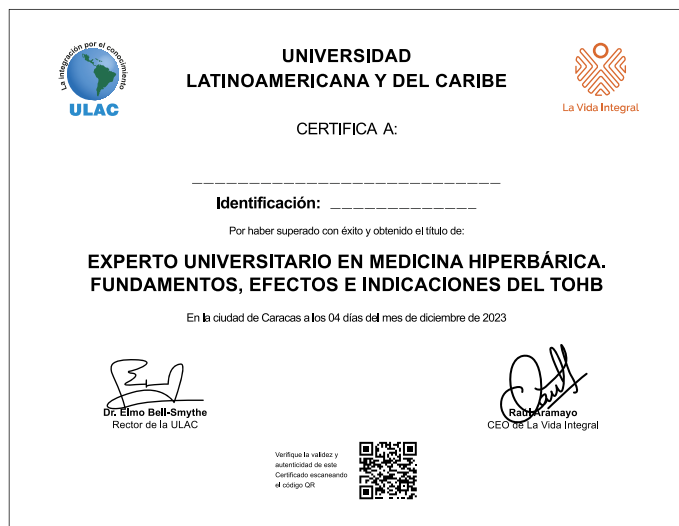 La integración por el conocimiento
ULAC
UNIVERSIDAD
LATINOAMERICANA Y DEL CARIBE
La Vida Integral
CERTIFICA A:
Identificación:
Por haber superado con éxito y obtenido el título de:
EXPERTO UNIVERSITARIO EN MEDICINA HIPERBÁRICA.
FUNDAMENTOS, EFECTOS E INDICACIONES DEL TOHB
En la ciudad de Caracas a los 04 días del mes de diciembre de 2023
Dr. Elmo Bell-Smythe
Rector de la ULAC
Raúl Aramayo
CEO de La Vida Integral
Verifique la validez y
autenticidad de este
Certificado escaneando
el código QR